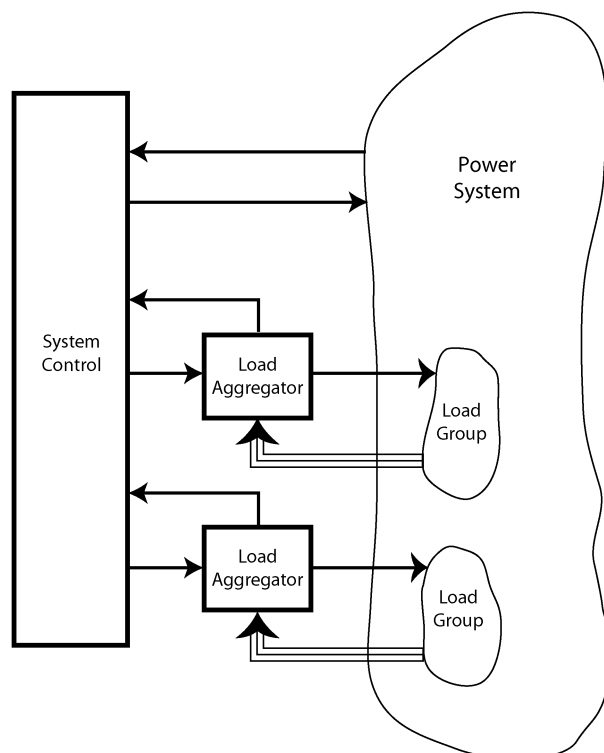 Power
System
System
Control
Load
Aggregator
Load
Group
Load
Aggregator
Load
Group